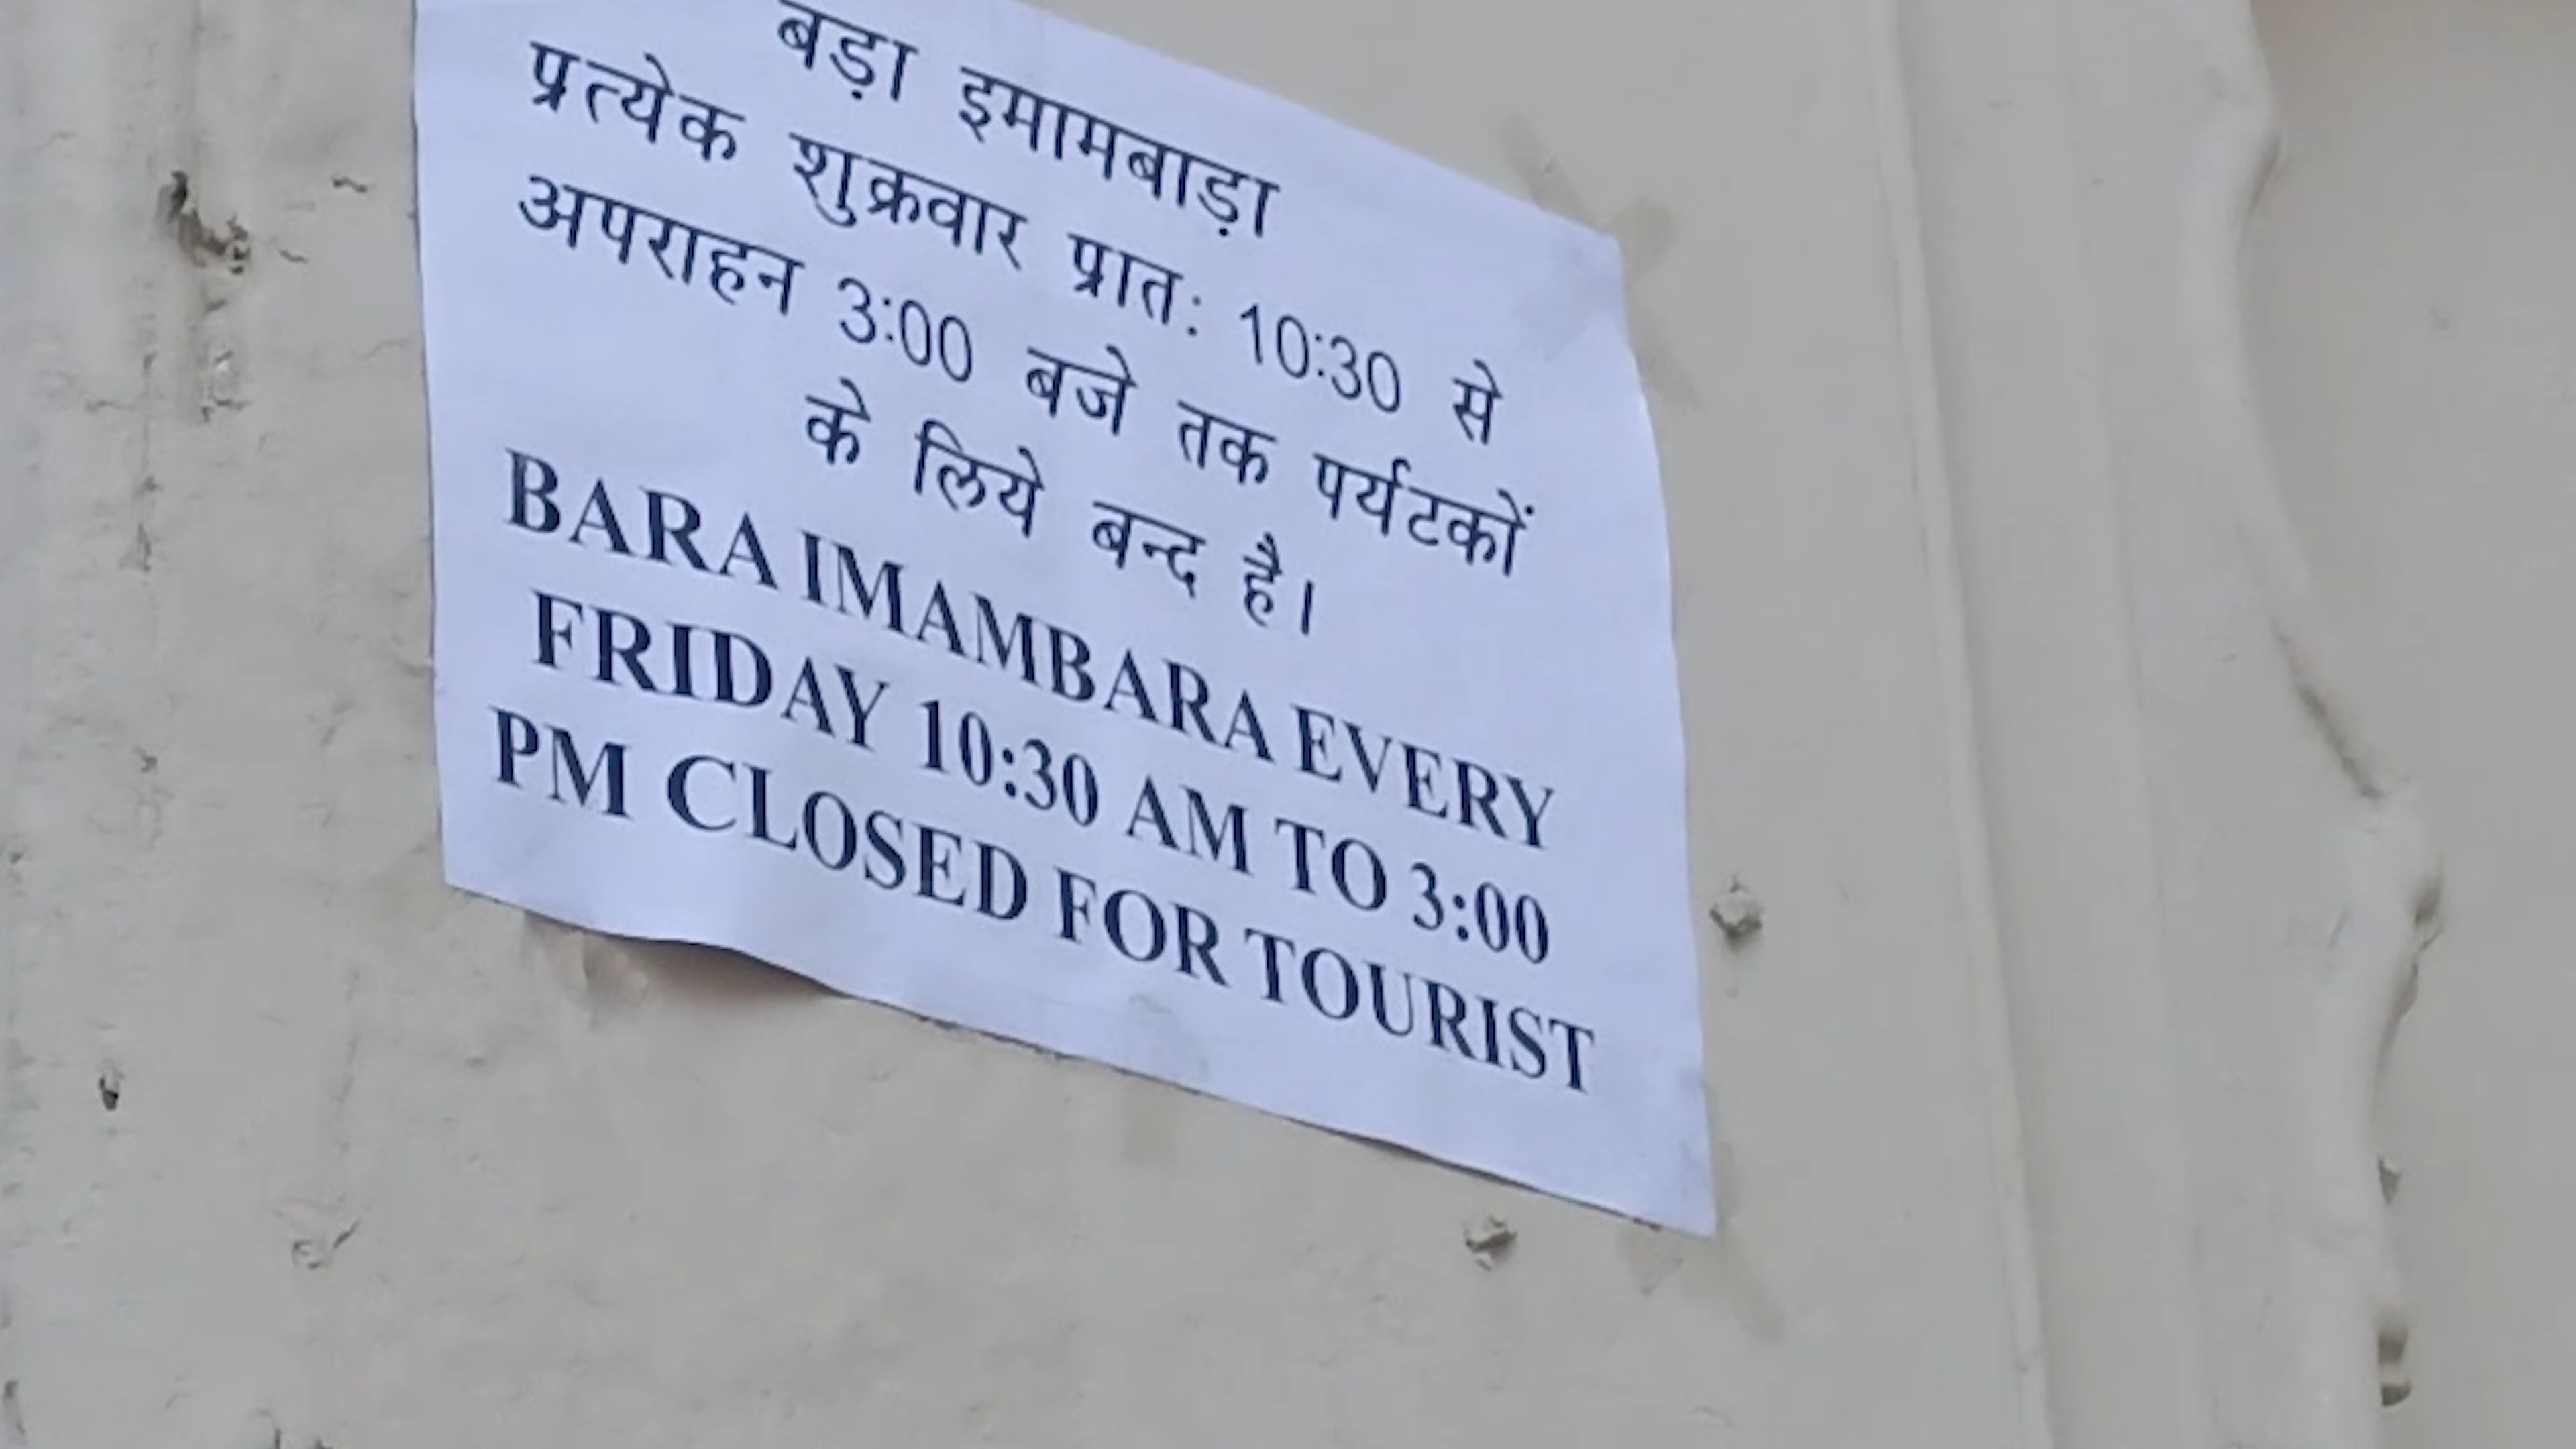 बड़ा इमामबाड़ा
प्रत्येक शुक्रवार प्रातः 10:30 से
अपराहन 3:00 बजे तक पर्यटकों
के लिये बन्द है।
BARA IMAMBARA EVERY
FRIDAY 10:30 AM TO 3:00
PM CLOSED FOR TOURIST